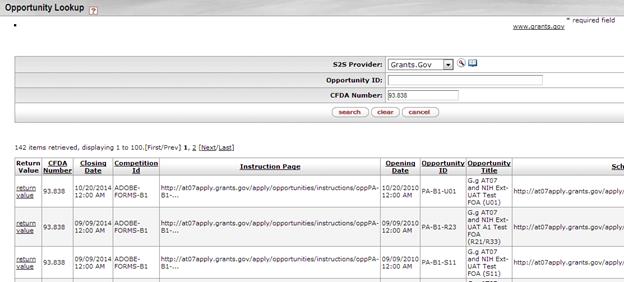 Opportunity Lookup ?
* required field
www.grants.gov
S2S Provider: Grants.Gov
Opportunity ID:
CFDA Number: 93.838
search clear cancel
142 items retrieved, displaying 1 to 100.[First/Prev] 1, 2 [Next/Last]
Return Value CFDA Number Closing Date Competition Id Instruction Page Opening Date Opportunity ID Opportunity Title Sch
return value 93.838 10/20/2014 12:00 AM ADOBE-FORMS-B1 http://at07apply.grants.gov/apply/opportunities/instructions/oppPA-B1-... 10/20/2010 12:00 AM PA-B1-U01 G.g AT07 and NIH Ext-UAT Test FOA (U01) http://at07apply.grants.gov/apply/opportunities/
return value 93.838 09/09/2014 12:00 AM ADOBE-FORMS-B1 http://at07apply.grants.gov/apply/opportunities/instructions/oppPA-B1-... 09/09/2010 12:00 AM PA-B1-R23 G.g AT07 and NIH Ext-UAT A1 Test FOA (R21/R33) http://at07apply.grants.gov/apply/opportunities/
return value 93.838 09/09/2014 12:00 AM ADOBE-FORMS-B1 http://at07apply.grants.gov/apply/opportunities/instructions/oppPA-B1-... 09/09/2010 12:00 AM PA-B1-S11 G.g AT07 and NIH Ext-UAT Test FOA (S11) http://at07apply.grants.gov/apply/opportunities/